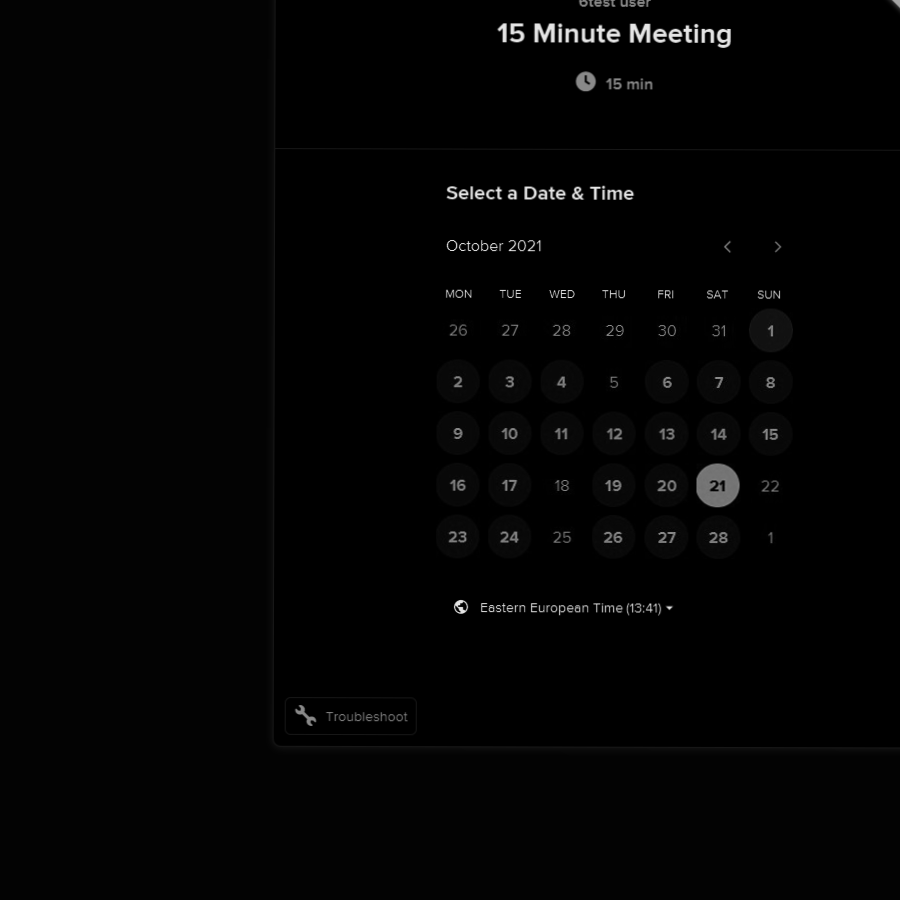 6test user
15 Minute Meeting
15 min
Select a Date & Time
October 2021
MON TUE WED THU FRI SAT SUN
26 27 28 29 30 31 1
2 3 4 5 6 7 8
9 10 11 12 13 14 15
16 17 18 19 20 21 22
23 24 25 26 27 28 1
Eastern European Time (13:41)
Troubleshoot